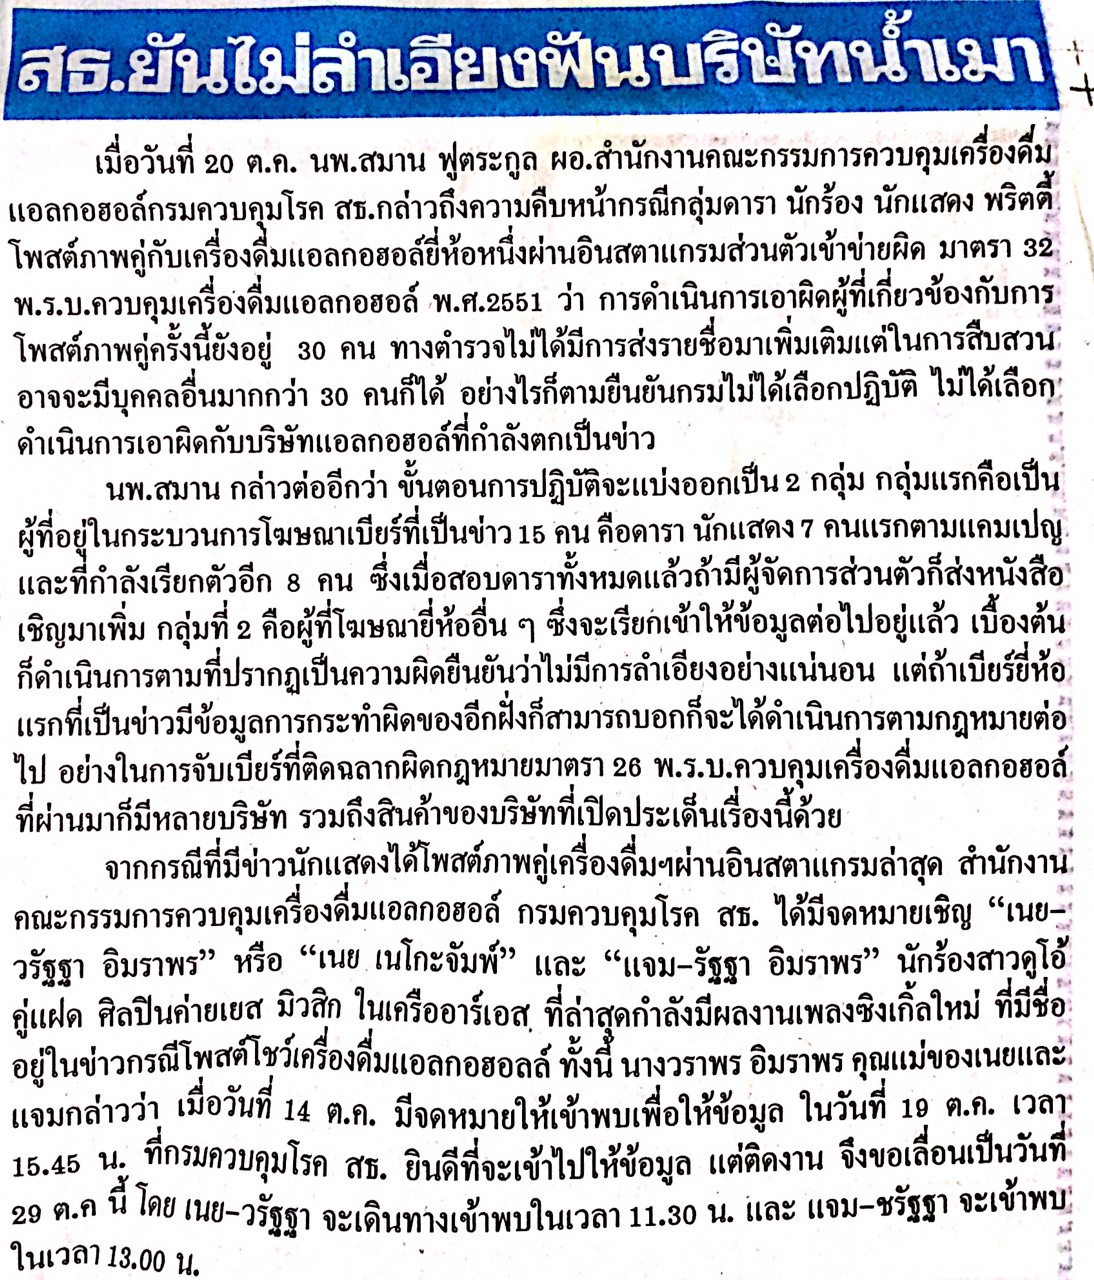 สธ.ยันไม่ลำเอียงฟันบริษัทน้ำเมา
เมื่อวันที่ 20 ต.ค. นพ.สมาน ฟูตระกูล ผอ.สำนักงานคณะกรรมการควบคุมเครื่องดื่ม
แอลกอฮอล์กรมควบคุมโรค สธ.กล่าวถึงความคืบหน้ากรณีกลุ่มดารา นักร้อง นักแสดง พริตตี้
โพสต์ภาพคู่กับเครื่องดื่มแอลกอฮอล์ยี่ห้อหนึ่งผ่านอินสตาแกรมส่วนตัวเข้าข่ายผิด มาตรา 32
พ.ร.บ.ควบคุมเครื่องดื่มแอลกอฮอล์ พ.ศ.2551 ว่า การดำเนินการเอาผิดผู้ที่เกี่ยวข้องกับการ
โพสต์ภาพคู่ครั้งนี้ยังอยู่ 30 คน ทางตำรวจไม่ได้มีการส่งรายชื่อมาเพิ่มเติมแต่ในการสืบสวน
อาจจะมีบุคคลอื่นมากกว่า 30 คนก็ได้ อย่างไรก็ตามยืนยันกรมไม่ได้เลือกปฏิบัติ ไม่ได้เลือก
ดำเนินการเอาผิดกับบริษัทแอลกอฮอล์ที่กำลังตกเป็นข่าว
นพ.สมาน กล่าวต่ออีกว่า ขั้นตอนการปฏิบัติจะแบ่งออกเป็น 2 กลุ่ม กลุ่มแรกคือเป็น
ผู้ที่อยู่ในกระบวนการโฆษณาเบียร์ที่เป็นข่าว 15 คน คือดารา นักแสดง 7 คนแรกตามแคมเปญ
และที่กำลังเรียกตัวอีก 8 คน ซึ่งเมื่อสอบดาราทั้งหมดแล้วถ้ามีผู้จัดการส่วนตัวก็ส่งหนังสือ
เชิญมาเพิ่ม กลุ่มที่ 2 คือผู้ที่โฆษณายี่ห้ออื่น ๆ ซึ่งจะเรียกเข้าให้ข้อมูลต่อไปอยู่แล้ว เบื้องต้น
ก็ดำเนินการตามที่ปรากฏเป็นความผิดยืนยันว่าไม่มีการลำเอียงอย่างแน่นอน แต่ถ้าเบียร์ยี่ห้อ
แรกที่เป็นข่าวมีข้อมูลการกระทำผิดของอีกฝั่งก็สามารถบอกก็จะได้ดำเนินการตามกฎหมายต่อ
ไป อย่างในการจับเบียร์ที่ติดฉลากผิดกฎหมายมาตรา 26 พ.ร.บ.ควบคุมเครื่องดื่มแอลกอฮอล์
ที่ผ่านมาก็มีหลายบริษัท รวมถึงสินค้าของบริษัทที่เปิดประเด็นเรื่องนี้ด้วย
จากกรณีที่มีข่าวนักแสดงได้โพสต์ภาพคู่เครื่องดื่มฯผ่านอินสตาแกรมล่าสุด สำนักงาน
คณะกรรมการควบคุมเครื่องดื่มแอลกอฮอล์ กรมควบคุมโรค สธ. ได้มีจดหมายเชิญ “เนย-
วรัฐฐา อิมราพร” หรือ “เนย เนโกะจัมพ์” และ “แจม-รัฐฐา อิมราพร” นักร้องสาวดูโอ้
คู่แฝด ศิลปินค่ายเยส มิวสิก ในเครืออาร์เอส ที่ล่าสุดกำลังมีผลงานเพลงซิงเกิ้ลใหม่ ที่มีชื่อ
อยู่ในข่าวกรณีโพสต์โชว์เครื่องดื่มแอลกอฮอลล์ ทั้งนี้ นางวราพร อิมราพร คุณแม่ของเนยและ
แจมกล่าวว่า เมื่อวันที่ 14 ต.ค. มีจดหมายให้เข้าพบเพื่อให้ข้อมูล ในวันที่ 19 ต.ค. เวลา
15.45 น. ที่กรมควบคุมโรค สธ. ยินดีที่จะเข้าไปให้ข้อมูล แต่ติดงาน จึงขอเลื่อนเป็นวันที่
29 ต.ค นี้ โดย เนย-วรัฐฐา จะเดินทางเข้าพบในเวลา 11.30 น. และ แจม-ชรัฐฐา จะเข้าพบ
ในเวลา 13.00 น.